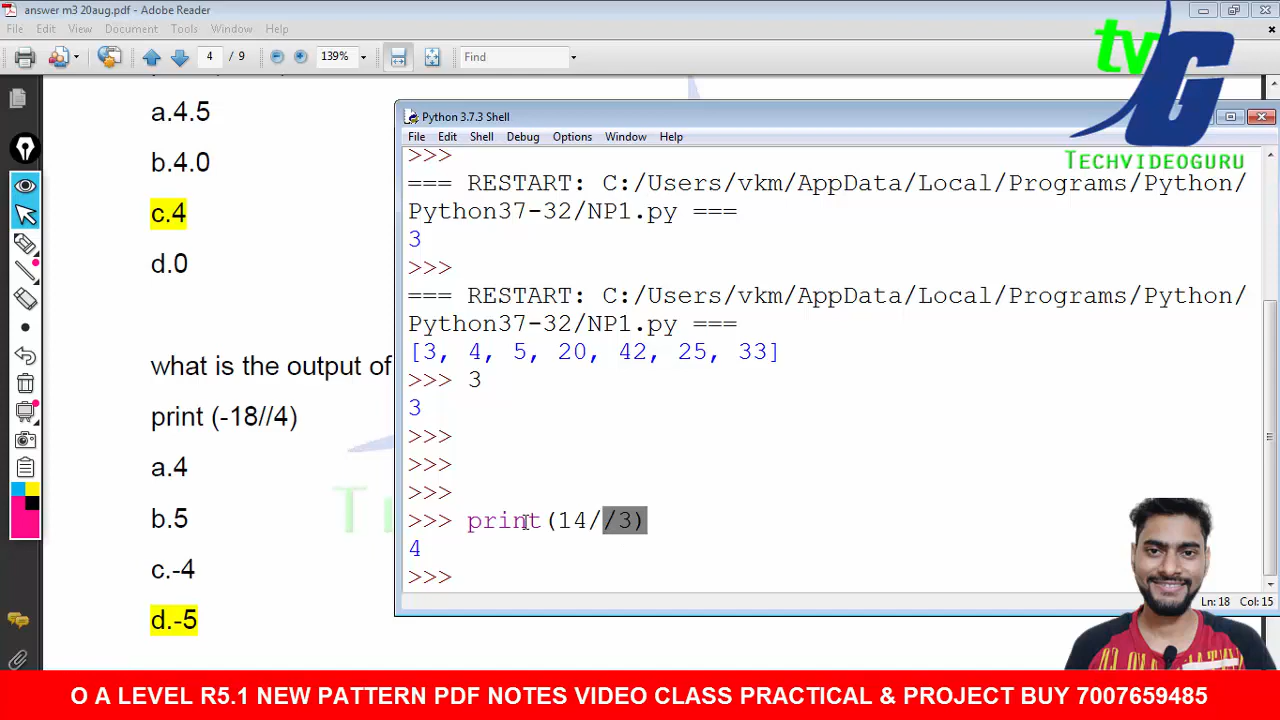 answer m3 20aug.pdf - Adobe Reader
File Edit View Document Tools Window Help
4 / 9 139% Find
tv
G
TECHVIDEOGURU
a.4.5
b.4.0
c.4
d.0
what is the output of
print (-18//4)
a.4
b.5
c.-4
d.-5
Python 3.7.3 Shell
File Edit Shell Debug Options Window Help
>>>
=== RESTART: C:/Users/vkm/AppData/Local/Programs/Python/
Python37-32/NP1.py ===
3
>>>
=== RESTART: C:/Users/vkm/AppData/Local/Programs/Python/
Python37-32/NP1.py ===
[3, 4, 5, 20, 42, 25, 33]
>>> 3
3
>>>
>>>
>>>
>>> print(14//3)
4
>>>
Ln: 18 Col: 15
O A LEVEL R5.1 NEW PATTERN PDF NOTES VIDEO CLASS PRACTICAL & PROJECT BUY 7007659485